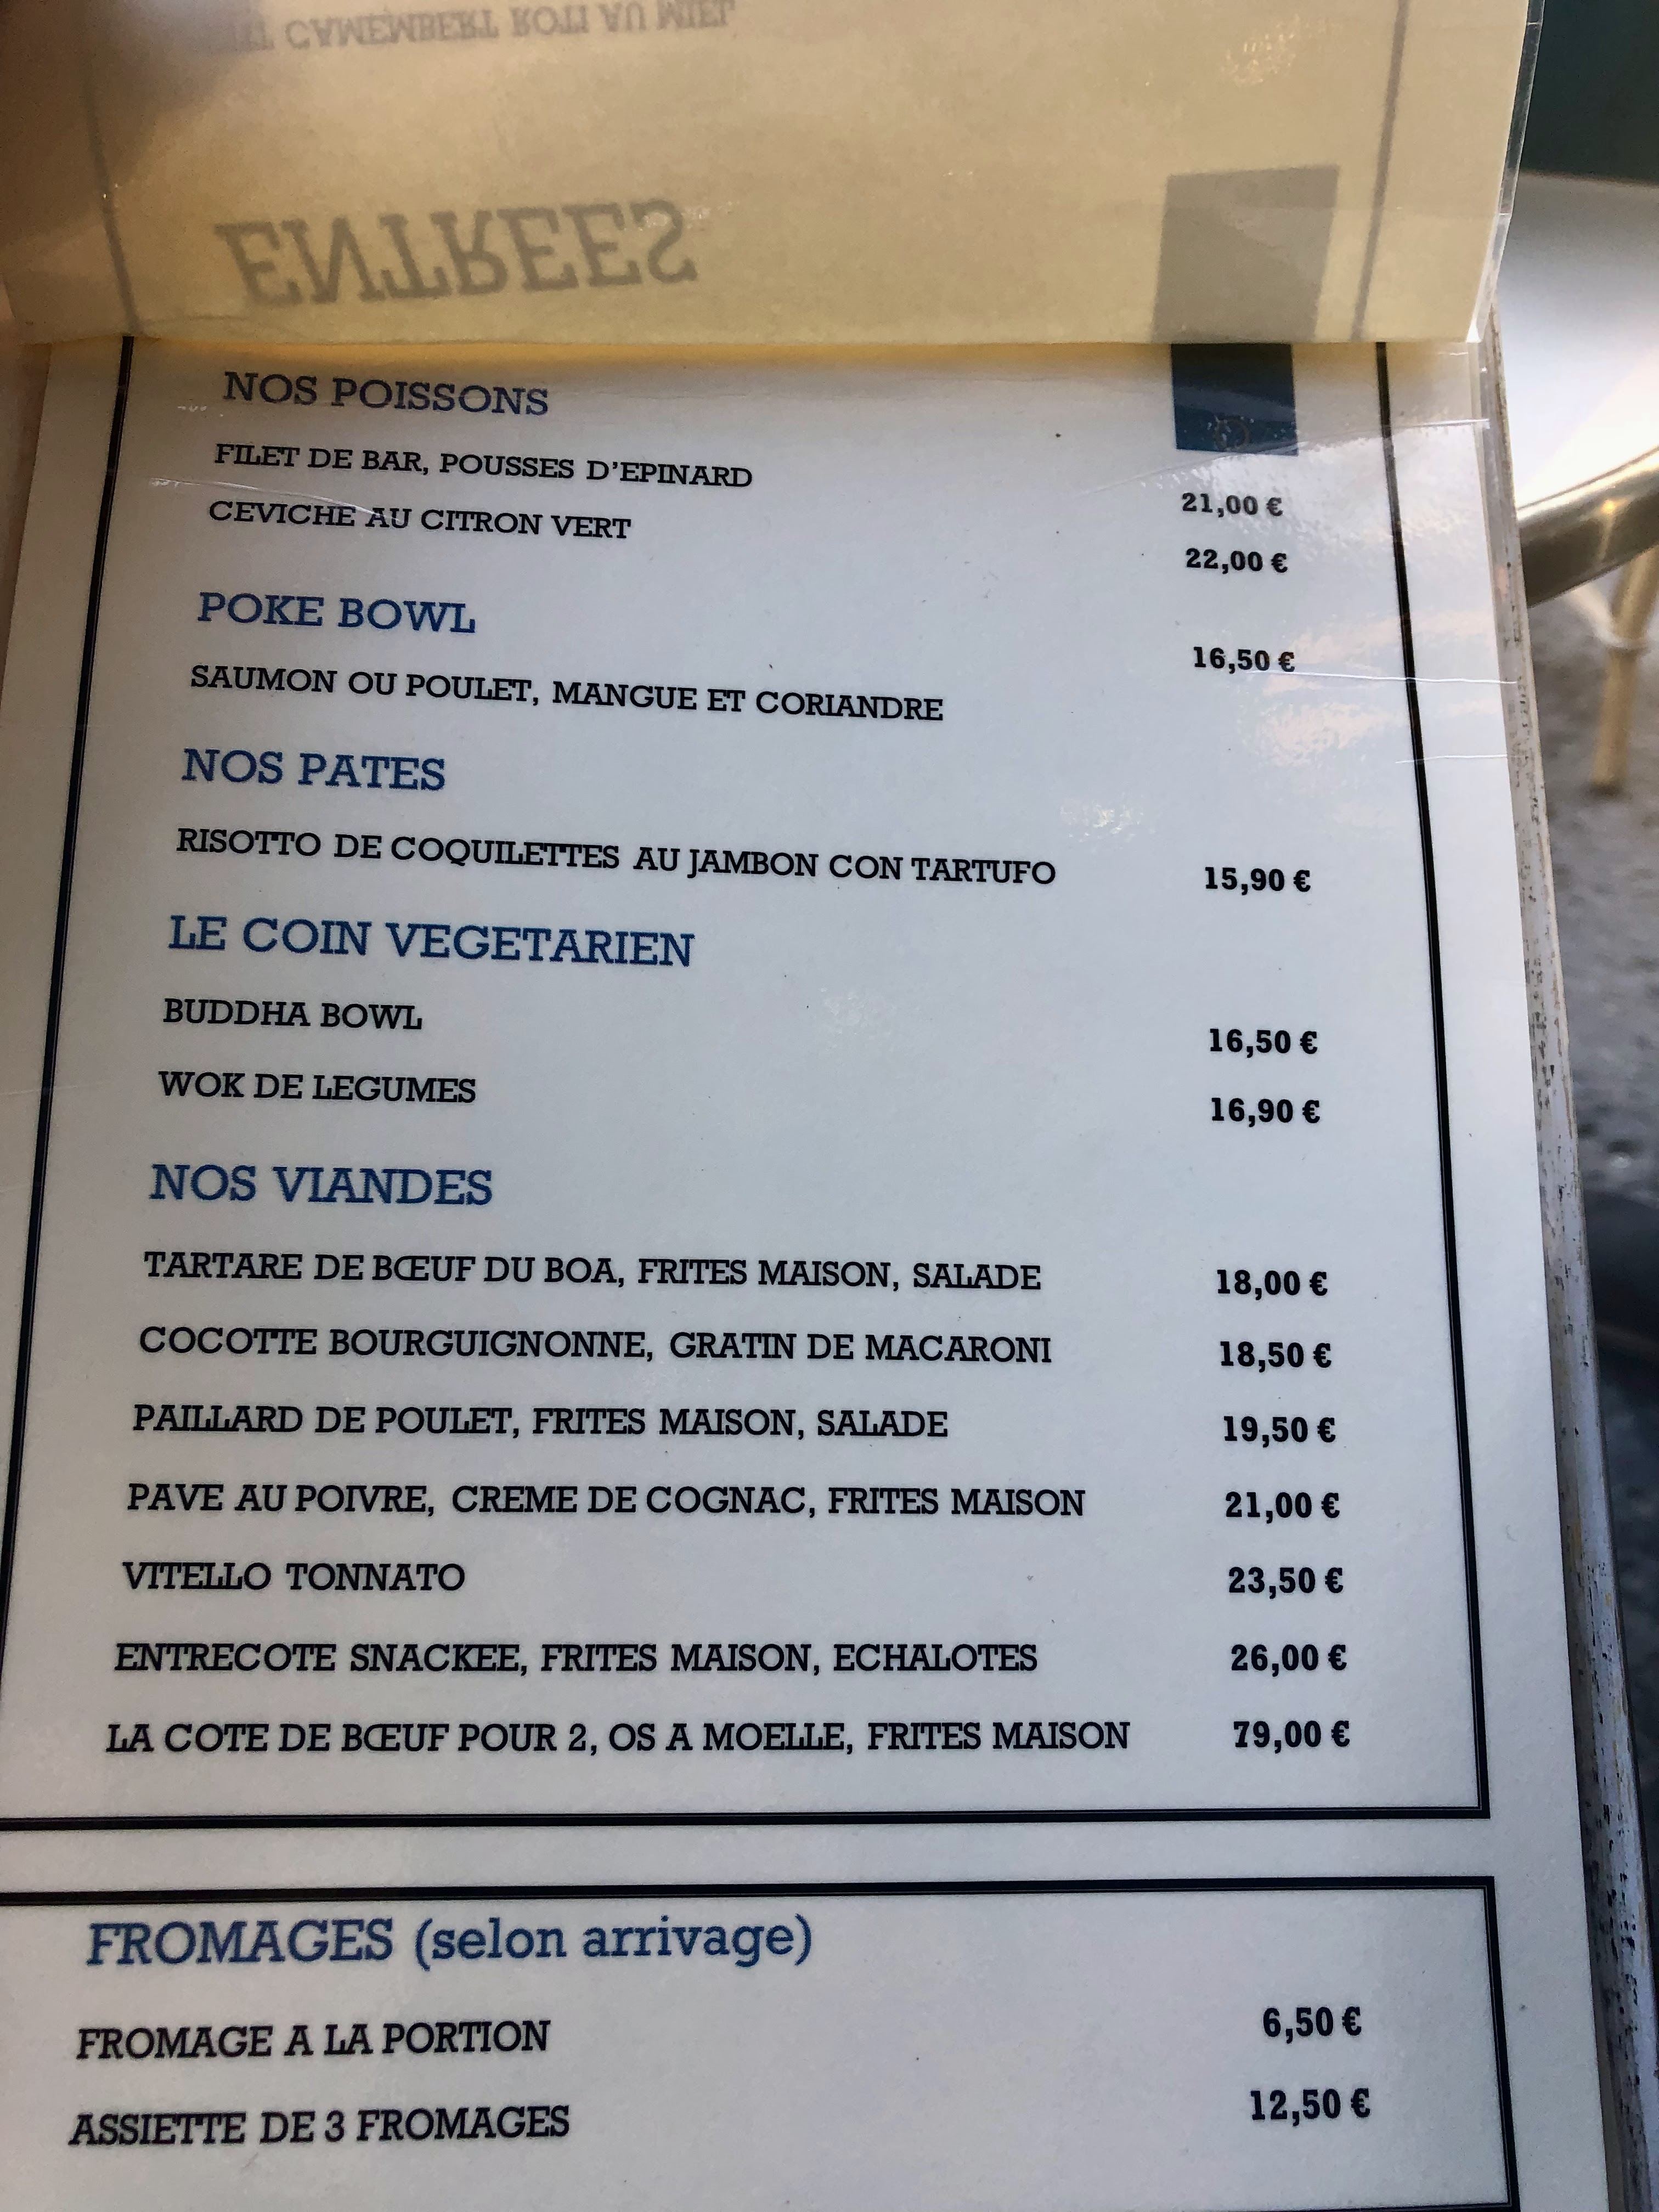 CAMEMBERT ROTI AU MIEL
ENTREES
NOS POISSONS
FILET DE BAR, POUSSES D'EPINARD 21,00 €
CEVICHE AU CITRON VERT 22,00 €
POKE BOWL 16,50 €
SAUMON OU POULET, MANGUE ET CORIANDRE
NOS PATES
RISOTTO DE COQUILETTES AU JAMBON CON TARTUFO 15,90 €
LE COIN VEGETARIEN
BUDDHA BOWL 16,50 €
WOK DE LEGUMES 16,90 €
NOS VIANDES
TARTARE DE BŒUF DU BOA, FRITES MAISON, SALADE 18,00 €
COCOTTE BOURGUIGNONNE, GRATIN DE MACARONI 18,50 €
PAILLARD DE POULET, FRITES MAISON, SALADE 19,50 €
PAVE AU POIVRE, CREME DE COGNAC, FRITES MAISON 21,00 €
VITELLO TONNATO 23,50 €
ENTRECOTE SNACKEE, FRITES MAISON, ECHALOTES 26,00 €
LA COTE DE BŒUF POUR 2, OS A MOELLE, FRITES MAISON 79,00 €
FROMAGES (selon arrivage)
FROMAGE A LA PORTION 6,50 €
ASSIETTE DE 3 FROMAGES 12,50 €